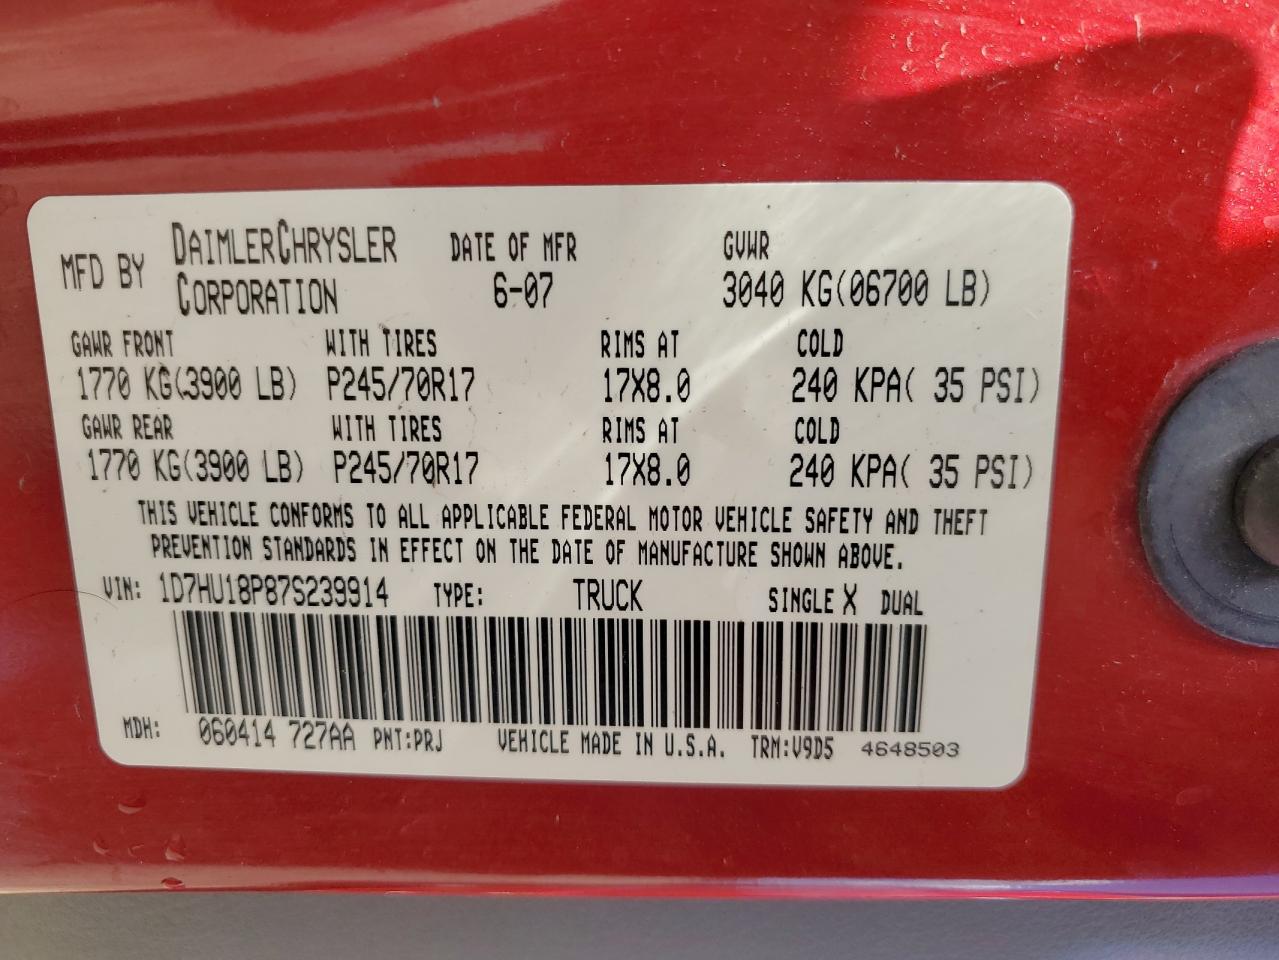 MFD BY DAIMLERCHRYSLER CORPORATION DATE OF MFR 6-07 GVWR 3040 KG(06700 LB)
GAWR FRONT WITH TIRES RIMS AT COLD
1770 KG(3900 LB) P245/70R17 17X8.0 240 KPA( 35 PSI)
GAWR REAR WITH TIRES RIMS AT COLD
1770 KG(3900 LB) P245/70R17 17X8.0 240 KPA( 35 PSI)
THIS VEHICLE CONFORMS TO ALL APPLICABLE FEDERAL MOTOR VEHICLE SAFETY AND THEFT
PREVENTION STANDARDS IN EFFECT ON THE DATE OF MANUFACTURE SHOWN ABOVE.
VIN: 1D7HU18P87S239914 TYPE: TRUCK SINGLE X DUAL
MDH: 060414 727AA PNT:PRJ VEHICLE MADE IN U.S.A. TRM:V9D5 4648503